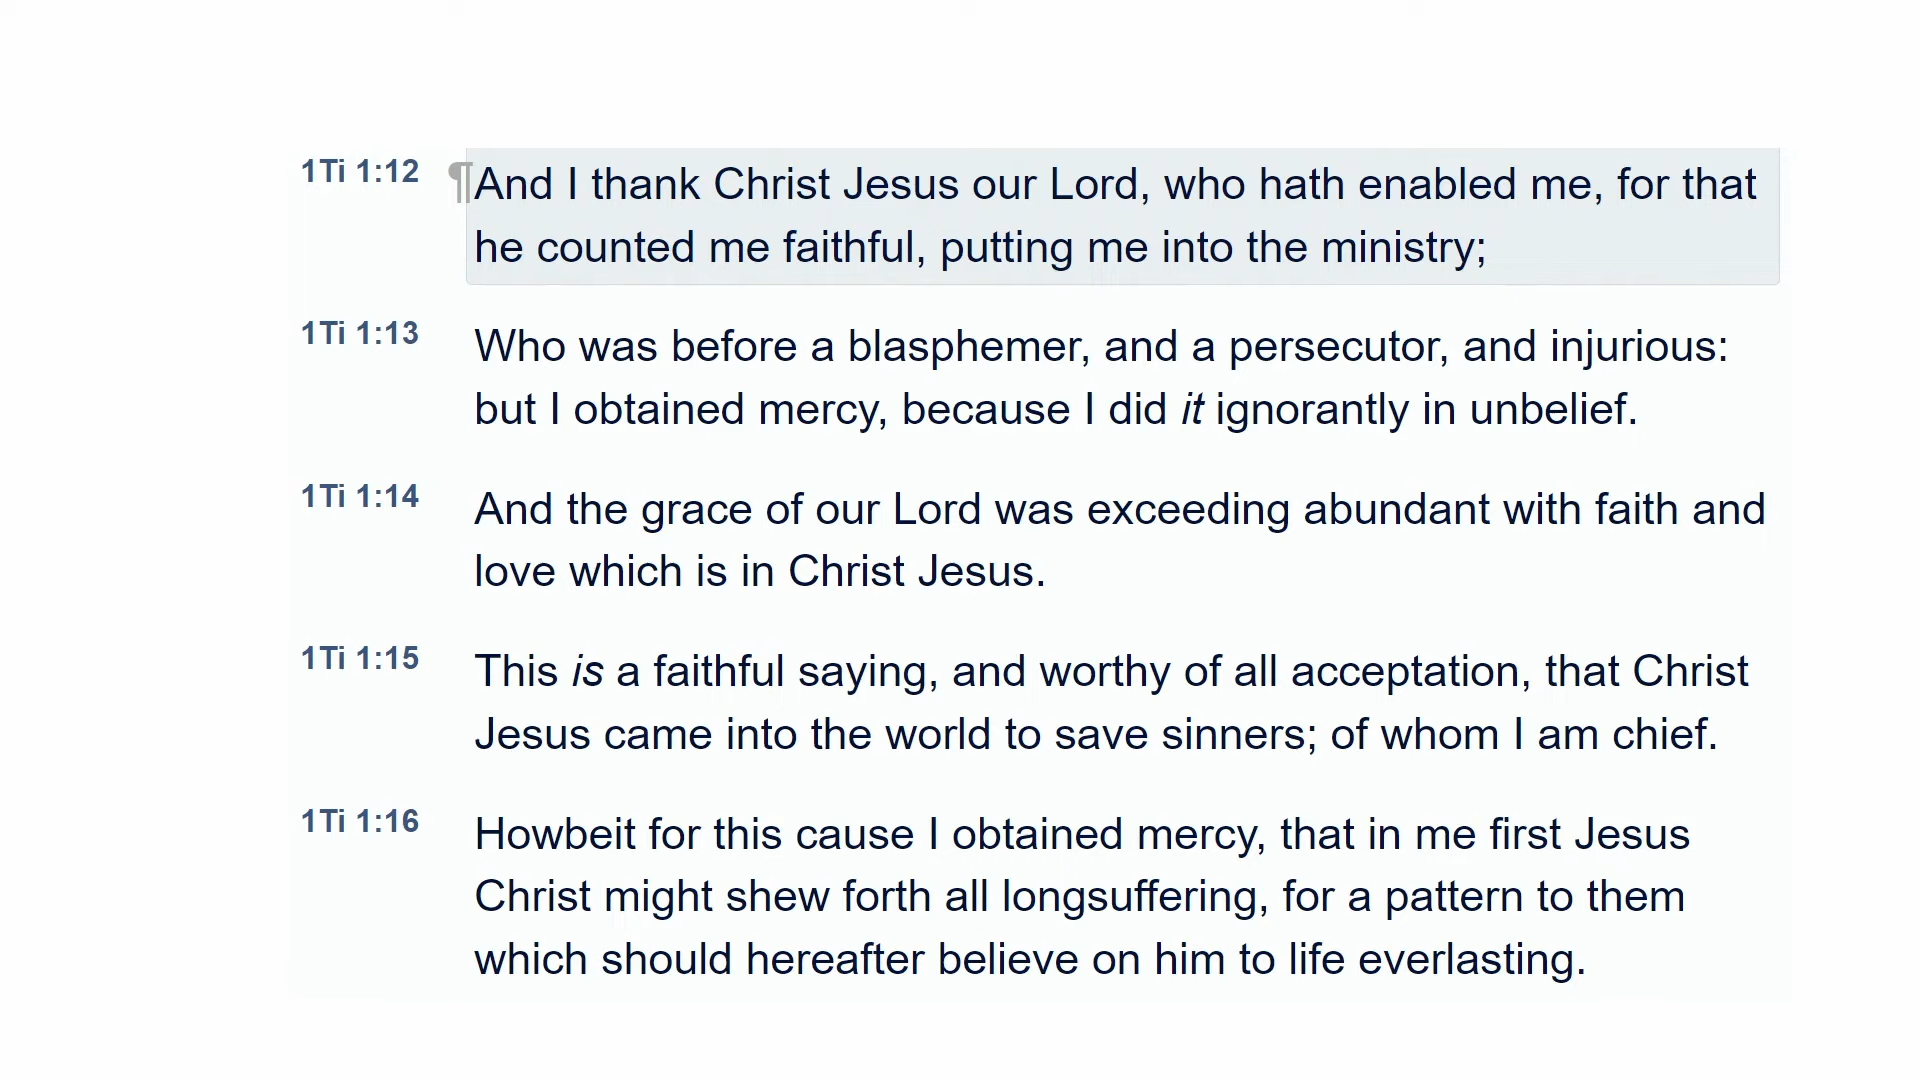 1Ti 1:12 ¶And I thank Christ Jesus our Lord, who hath enabled me, for that
he counted me faithful, putting me into the ministry;
1Ti 1:13 Who was before a blasphemer, and a persecutor, and injurious:
but I obtained mercy, because I did it ignorantly in unbelief.
1Ti 1:14 And the grace of our Lord was exceeding abundant with faith and
love which is in Christ Jesus.
1Ti 1:15 This is a faithful saying, and worthy of all acceptation, that Christ
Jesus came into the world to save sinners; of whom I am chief.
1Ti 1:16 Howbeit for this cause I obtained mercy, that in me first Jesus
Christ might shew forth all longsuffering, for a pattern to them
which should hereafter believe on him to life everlasting.